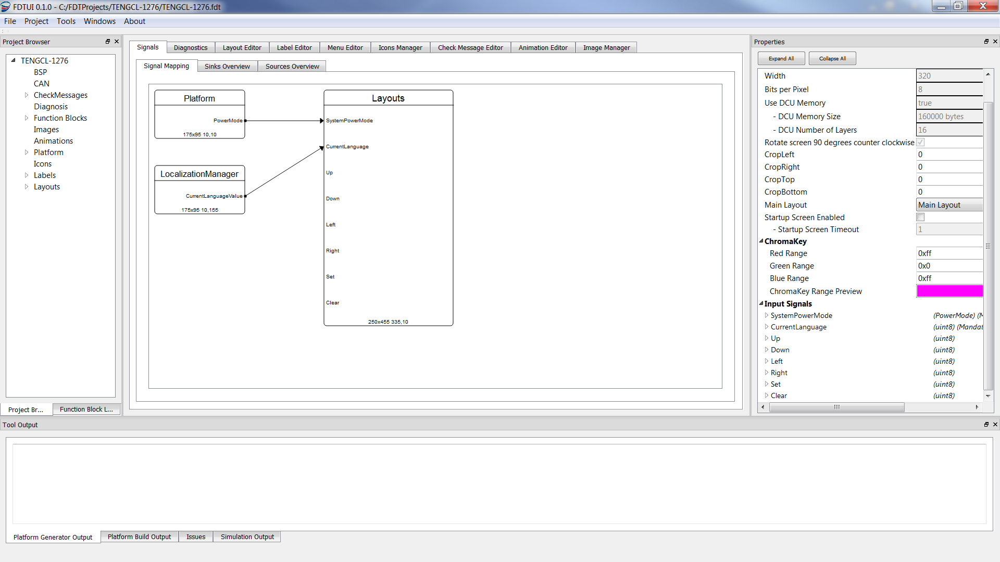 FDTUI 0.1.0 - C:/FDTProjects/TENGCL-1276/TENGCL-1276.fdt
File Project Tools Windows About
Project Browser
TENGCL-1276
BSP
CAN
CheckMessages
Diagnosis
Function Blocks
Images
Animations
Platform
Icons
Labels
Layouts
Project Br...
Function Block L...
Signals Diagnostics Layout Editor Label Editor Menu Editor Icons Manager Check Message Editor Animation Editor Image Manager
Signal Mapping Sinks Overview Sources Overview
Platform
PowerMode
175x95 10,10
LocalizationManager
CurrentLanguageValue
175x95 10,155
Layouts
SystemPowerMode
CurrentLanguage
Up
Down
Left
Right
Set
Clear
250x455 335,10
Properties
Expand All Collapse All
Width 320
Bits per Pixel 8
Use DCU Memory true
- DCU Memory Size 160000 bytes
- DCU Number of Layers 16
Rotate screen 90 degrees counter clockwise
CropLeft 0
CropRight 0
CropTop 0
CropBottom 0
Main Layout Main Layout
Startup Screen Enabled
- Startup Screen Timeout 1
ChromaKey
Red Range 0xff
Green Range 0x0
Blue Range 0xff
ChromaKey Range Preview
Input Signals
SystemPowerMode (PowerMode) (M
CurrentLanguage (uint8) (Mandat
Up (uint8)
Down (uint8)
Left (uint8)
Right (uint8)
Set (uint8)
Clear (uint8)
Tool Output
Platform Generator Output Platform Build Output Issues Simulation Output